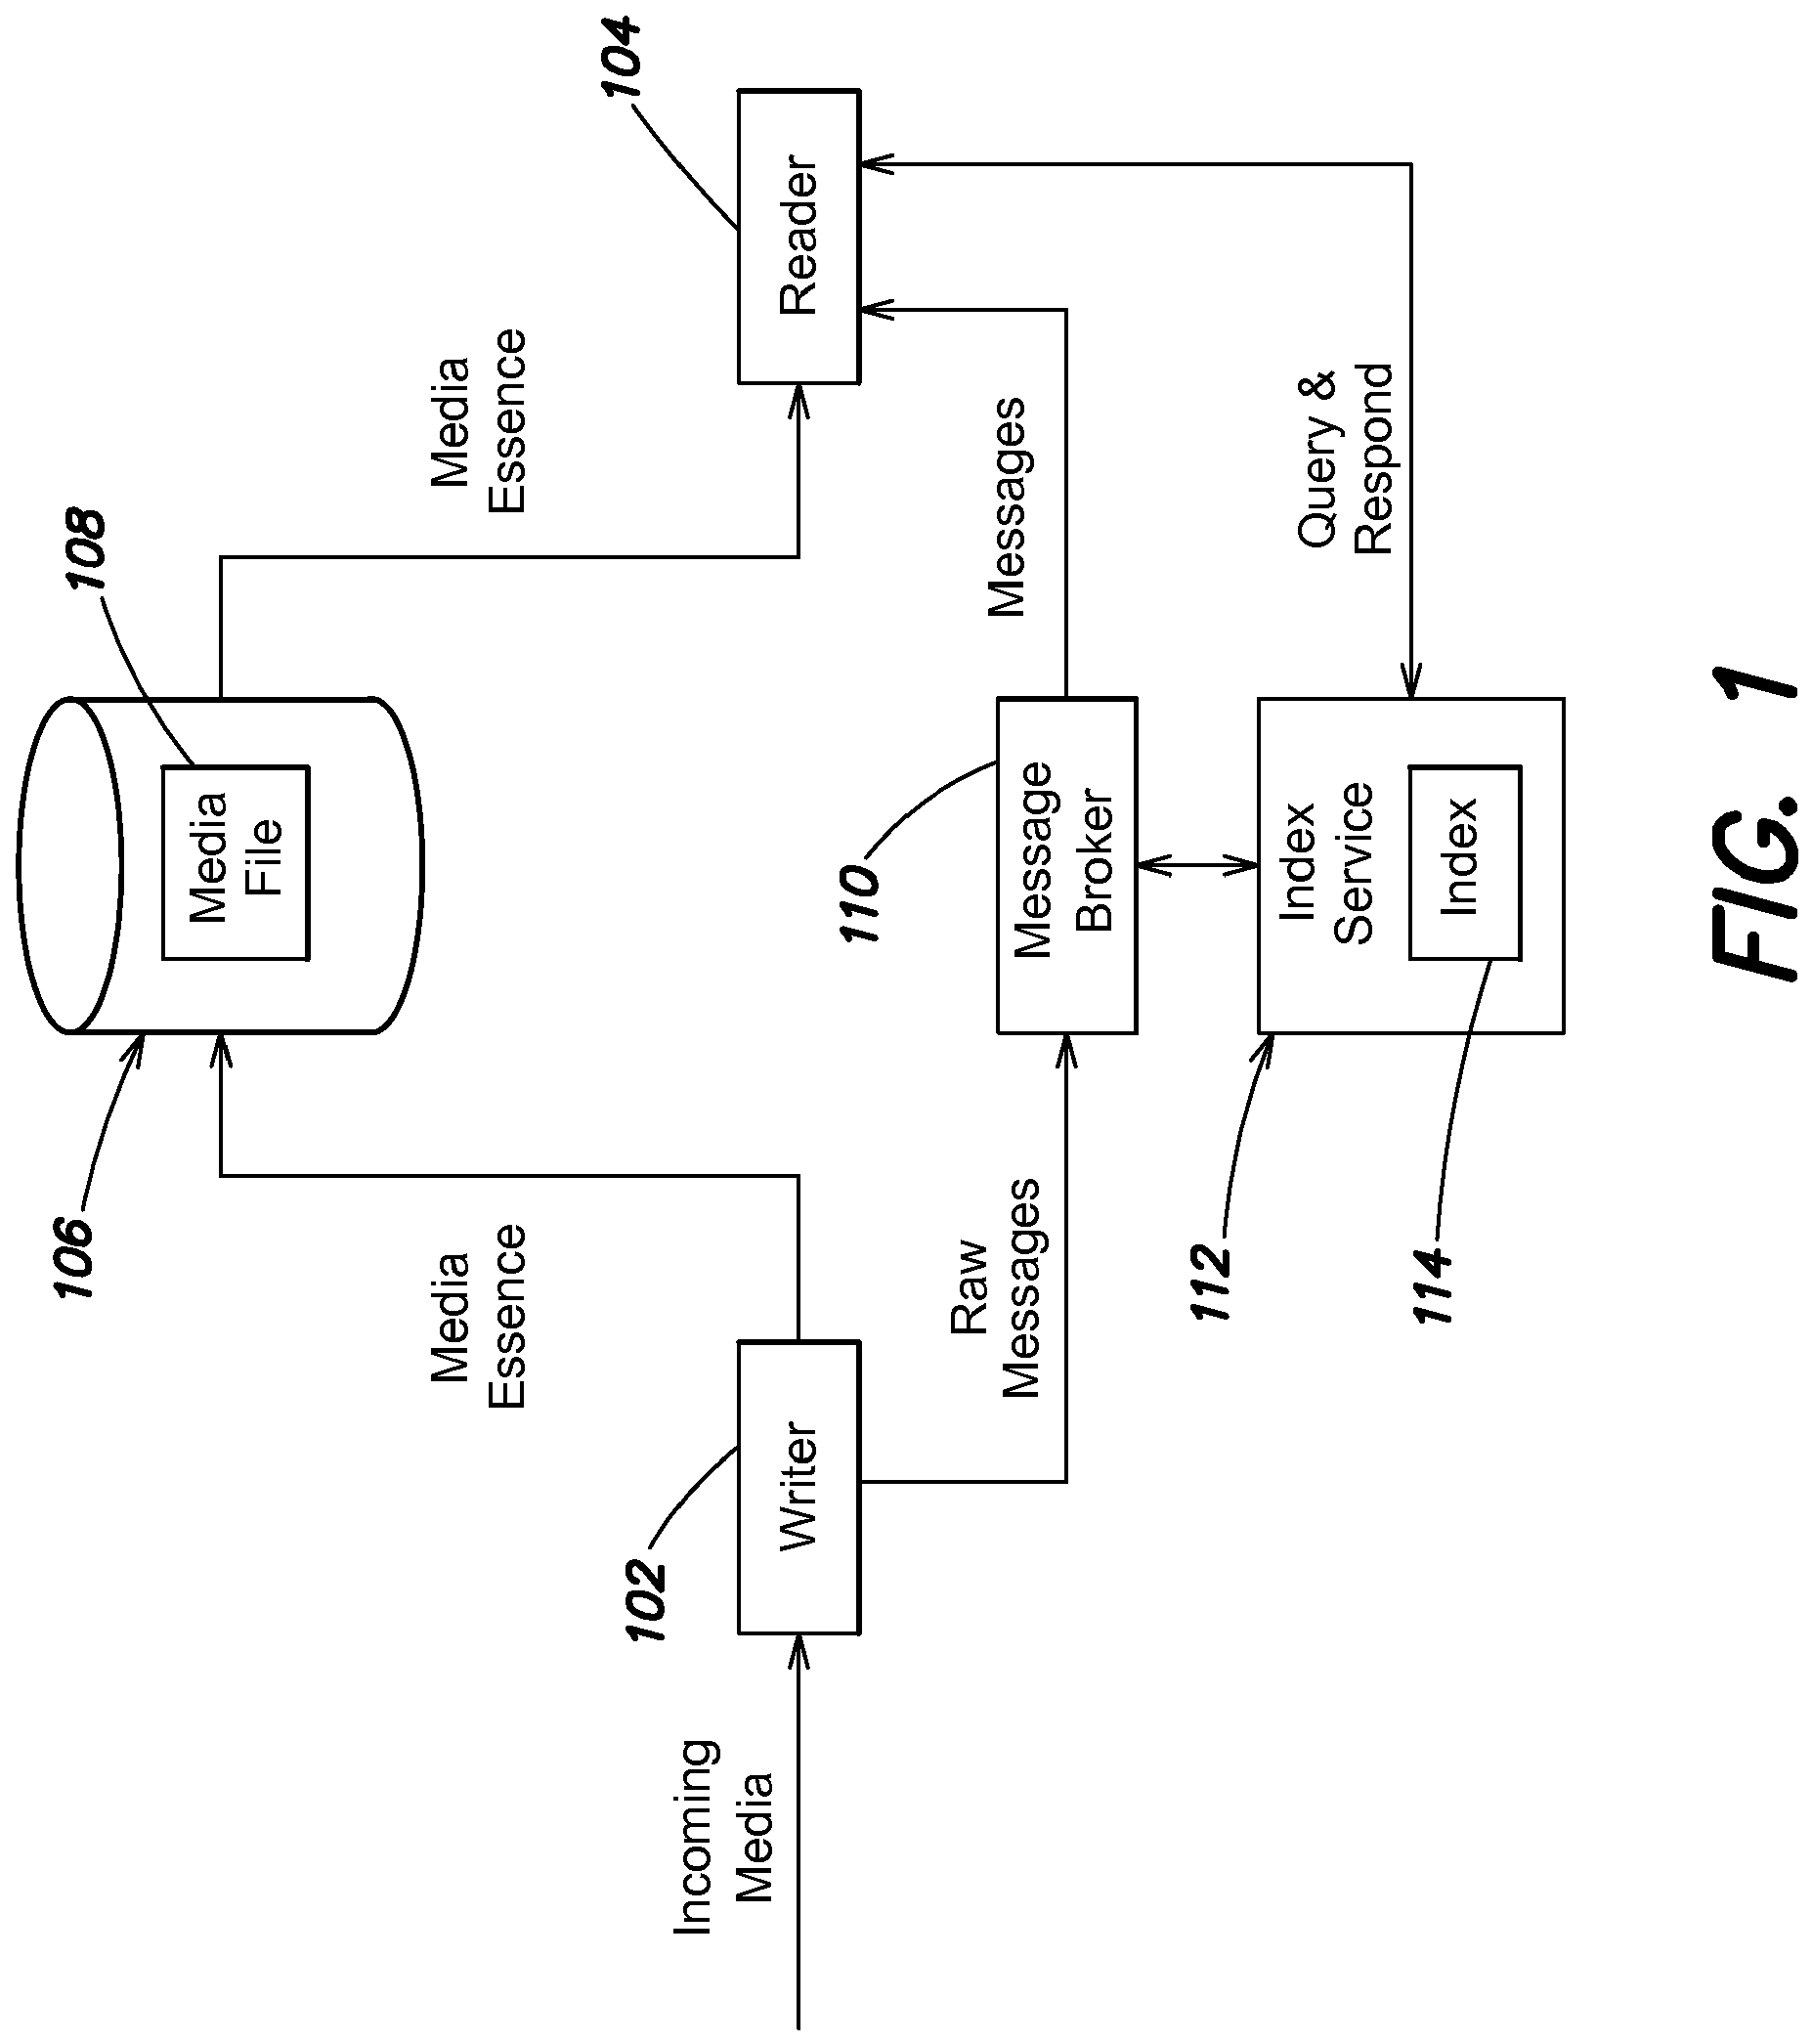 106
Media
File
108
Media
Essence
Media
Essence
102
104
Incoming
Media
Writer
Reader
110
Raw
Messages
Message
Broker
Messages
112
Index
Service
Query &
Respond
114
Index
FIG. 1